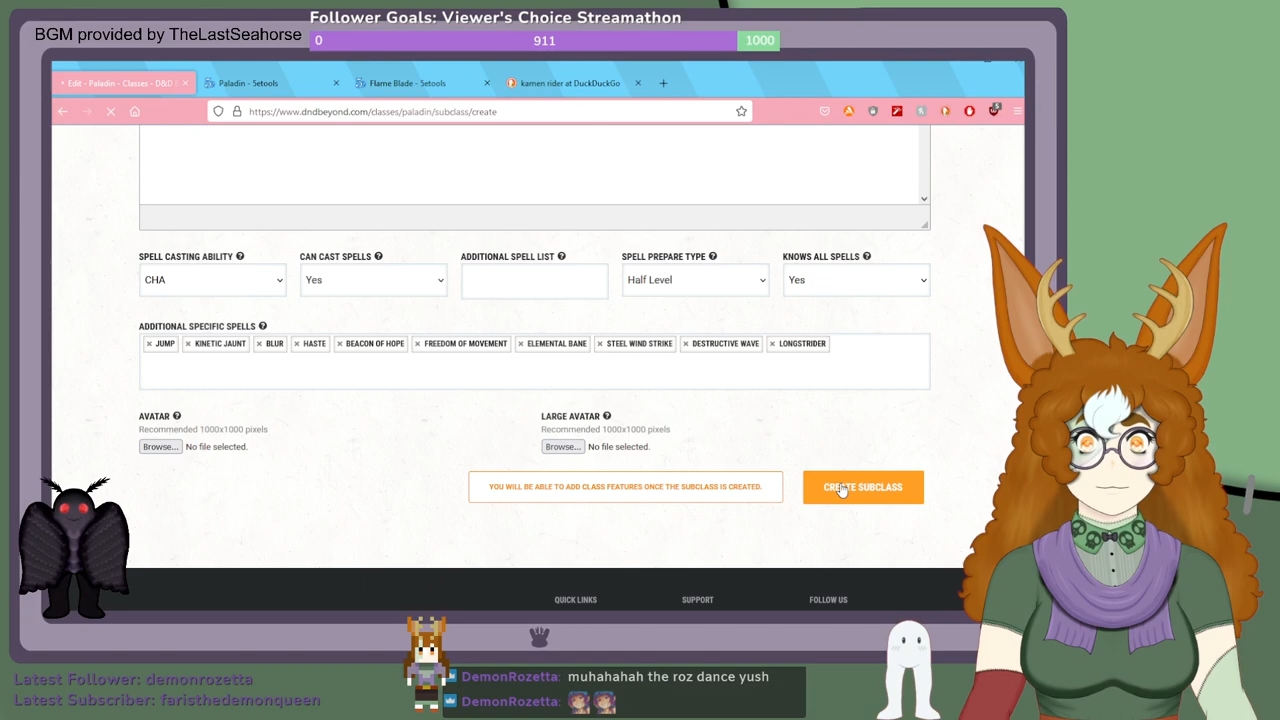 Follower Goals: Viewer's Choice Streamathon
BGM provided by TheLastSeahorse
0 911 1000
Edit - Paladin - Classes - D&D
Paladin - 5etools
Flame Blade - 5etools
kamen rider at DuckDuckGo
https://www.dndbeyond.com/classes/paladin/subclass/create
SPELL CASTING ABILITY
CAN CAST SPELLS
ADDITIONAL SPELL LIST
SPELL PREPARE TYPE
KNOWS ALL SPELLS
CHA
Yes
Half Level
Yes
ADDITIONAL SPECIFIC SPELLS
× JUMP × KINETIC JAUNT × BLUR × HASTE × BEACON OF HOPE × FREEDOM OF MOVEMENT × ELEMENTAL BANE × STEEL WIND STRIKE × DESTRUCTIVE WAVE × LONGSTRIDER
AVATAR
Recommended 1000x1000 pixels
Browse... No file selected.
LARGE AVATAR
Recommended 1000x1000 pixels
Browse... No file selected.
YOU WILL BE ABLE TO ADD CLASS FEATURES ONCE THE SUBCLASS IS CREATED.
CREATE SUBCLASS
QUICK LINKS
SUPPORT
FOLLOW US
Latest Follower: demonrozetta
Latest Subscriber: faristhedemonqueen
DemonRozetta: muhahahah the roz dance yush
DemonRozetta: